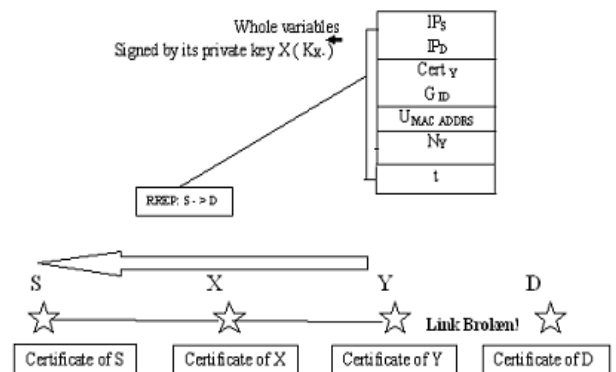 Whole variables
Signed by its private key X ( Kx- )
IPS
IPD
Cert Y
G ID
UMAC ADDRS
NY
t
RREP: S - > D
S
X
Y
D
Link Broken!
Certificate of S
Certificate of X
Certificate of Y
Certificate of D